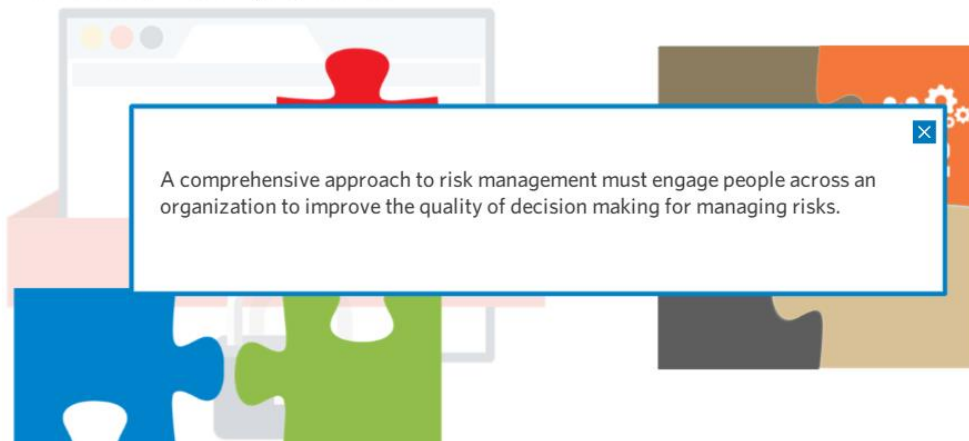 A comprehensive approach to risk management must engage people across an
organization to improve the quality of decision making for managing risks.